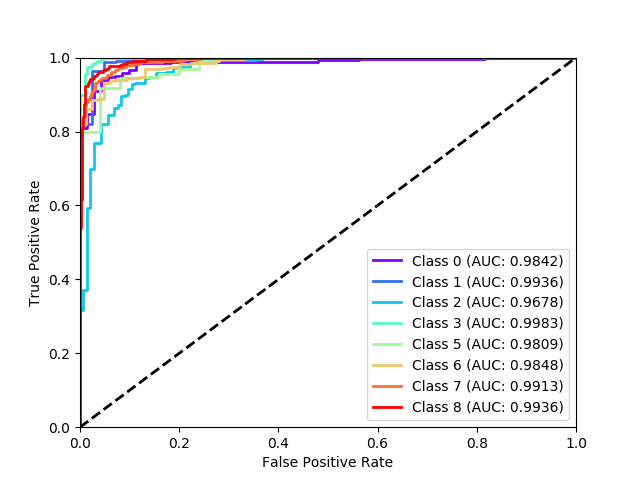 1.0
0.8
0.6
0.4
0.2
0.0
True Positive Rate
Class 0 (AUC: 0.9842)
Class 1 (AUC: 0.9936)
Class 2 (AUC: 0.9678)
Class 3 (AUC: 0.9983)
Class 5 (AUC: 0.9809)
Class 6 (AUC: 0.9848)
Class 7 (AUC: 0.9913)
Class 8 (AUC: 0.9936)
0.0 0.2 0.4 0.6 0.8 1.0
False Positive Rate